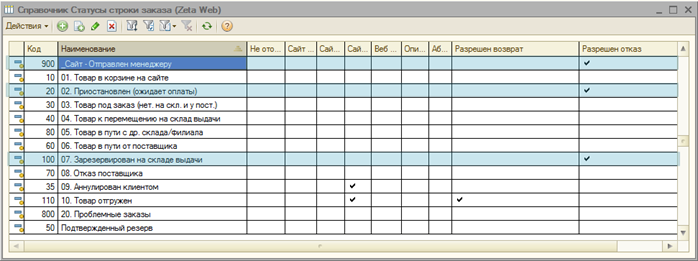 Справочник Статусы строки заказа (Zeta Web)
Действия
Код Наименование Не ото... Сайт ... Сай... Сай... Веб ... Опи... Аб... Разрешен возврат Разрешен отказ
900 _Сайт - Отправлен менеджеру
10 01. Товар в корзине на сайте
20 02. Приостановлен (ожидает оплаты)
30 03. Товар под заказ (нет. на скл. и у пост.)
40 04. Товар к перемещению на склад выдачи
80 05. Товар в пути с др. склада/филиала
60 06. Товар в пути от поставщика
100 07. Зарезервирован на складе выдачи
70 08. Отказ поставщика
35 09. Аннулирован клиентом
110 10. Товар отгружен
800 20. Проблемные заказы
50 Подтвержденный резерв